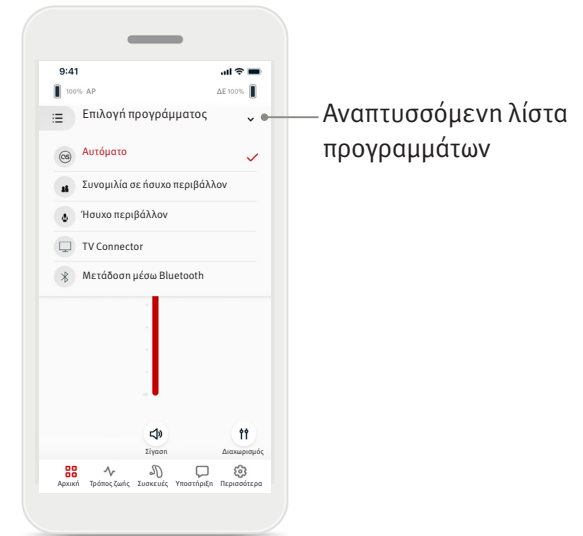 9:41
100% ΑΡ
ΔΕ 100%
Επιλογή προγράμματος
Αναπτυσσόμενη λίστα
προγραμμάτων
Αυτόματο
Συνομιλία σε ήσυχο περιβάλλον
Ήσυχο περιβάλλον
TV Connector
Μετάδοση μέσω Bluetooth
Σίγαση
Διαχωρισμός
Αρχική
Τρόπος ζωής
Συσκευές
Υποστήριξη
Περισσότερα